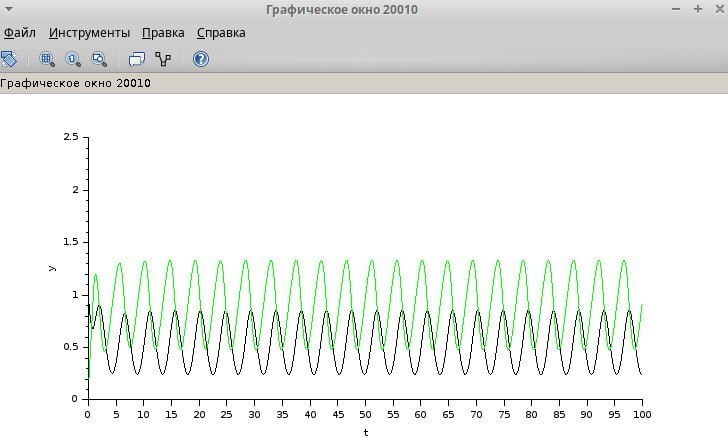 Графическое окно 20010
Файл Инструменты Правка Справка
Графическое окно 20010
2.5
2
1.5
1
0.5
0
y
0 5 10 15 20 25 30 35 40 45 50 55 60 65 70 75 80 85 90 95 100
t